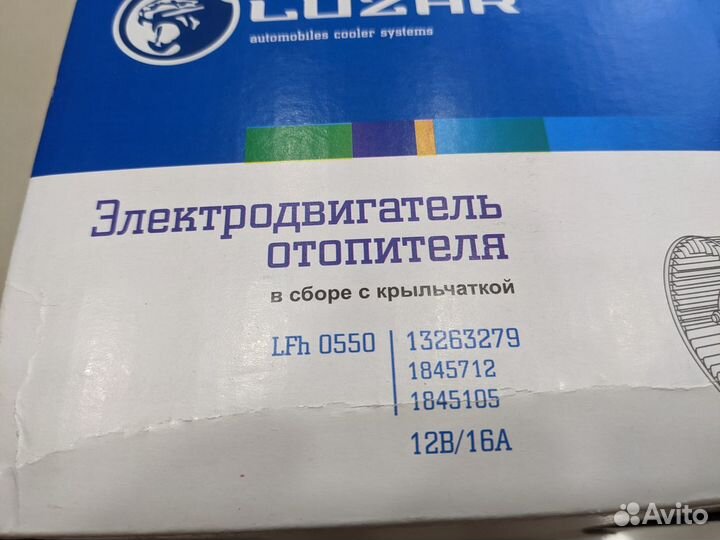 LUZAR
automobiles cooler systems
Электродвигатель
отопителя
в сборе с крыльчаткой
LFh 0550
13263279
1845712
1845105
12В/16А
Avito